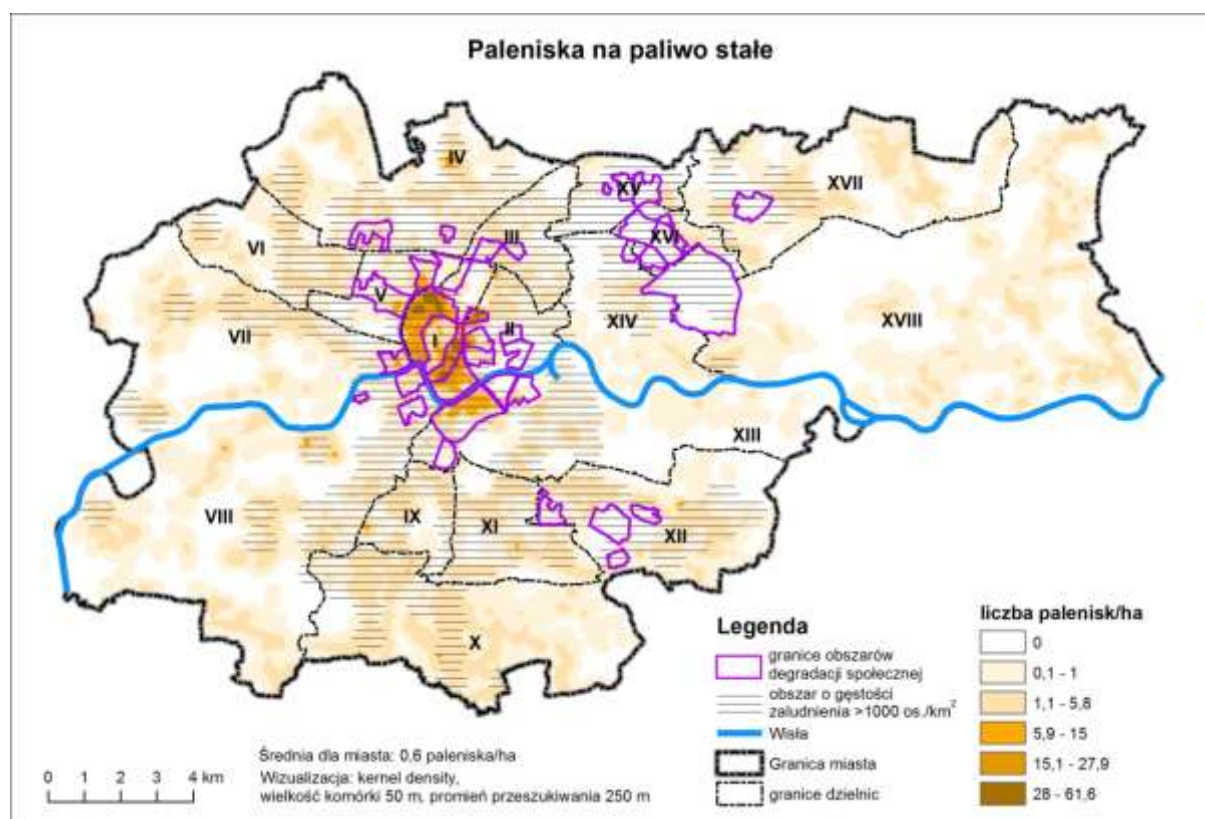 Paleniska na paliwo stałe
IV
XV
XVII
III
XVI
VI
V
VII
I
II
XIV
XVIII
XIII
VIII
IX
XI
XII
X
Legenda
granice obszarów
degradacji społecznej
obszar o gęstości
zaludnienia >1000 os./km²
Wisła
Granica miasta
granice dzielnic
liczba palenisk/ha
0
0,1 - 1
1,1 - 5,8
5,9 - 15
15,1 - 27,9
28 - 61,6
Średnia dla miasta: 0,6 paleniska/ha
Wizualizacja: kernel density,
wielkość komórki 50 m, promień przeszukiwania 250 m
0 1 2 3 4 km